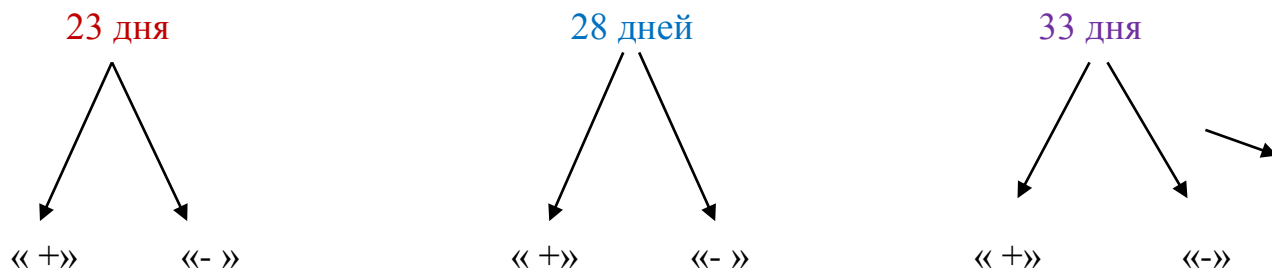 23 дня 28 дней 33 дня
« +» «- » « +» «- » « +» «-»